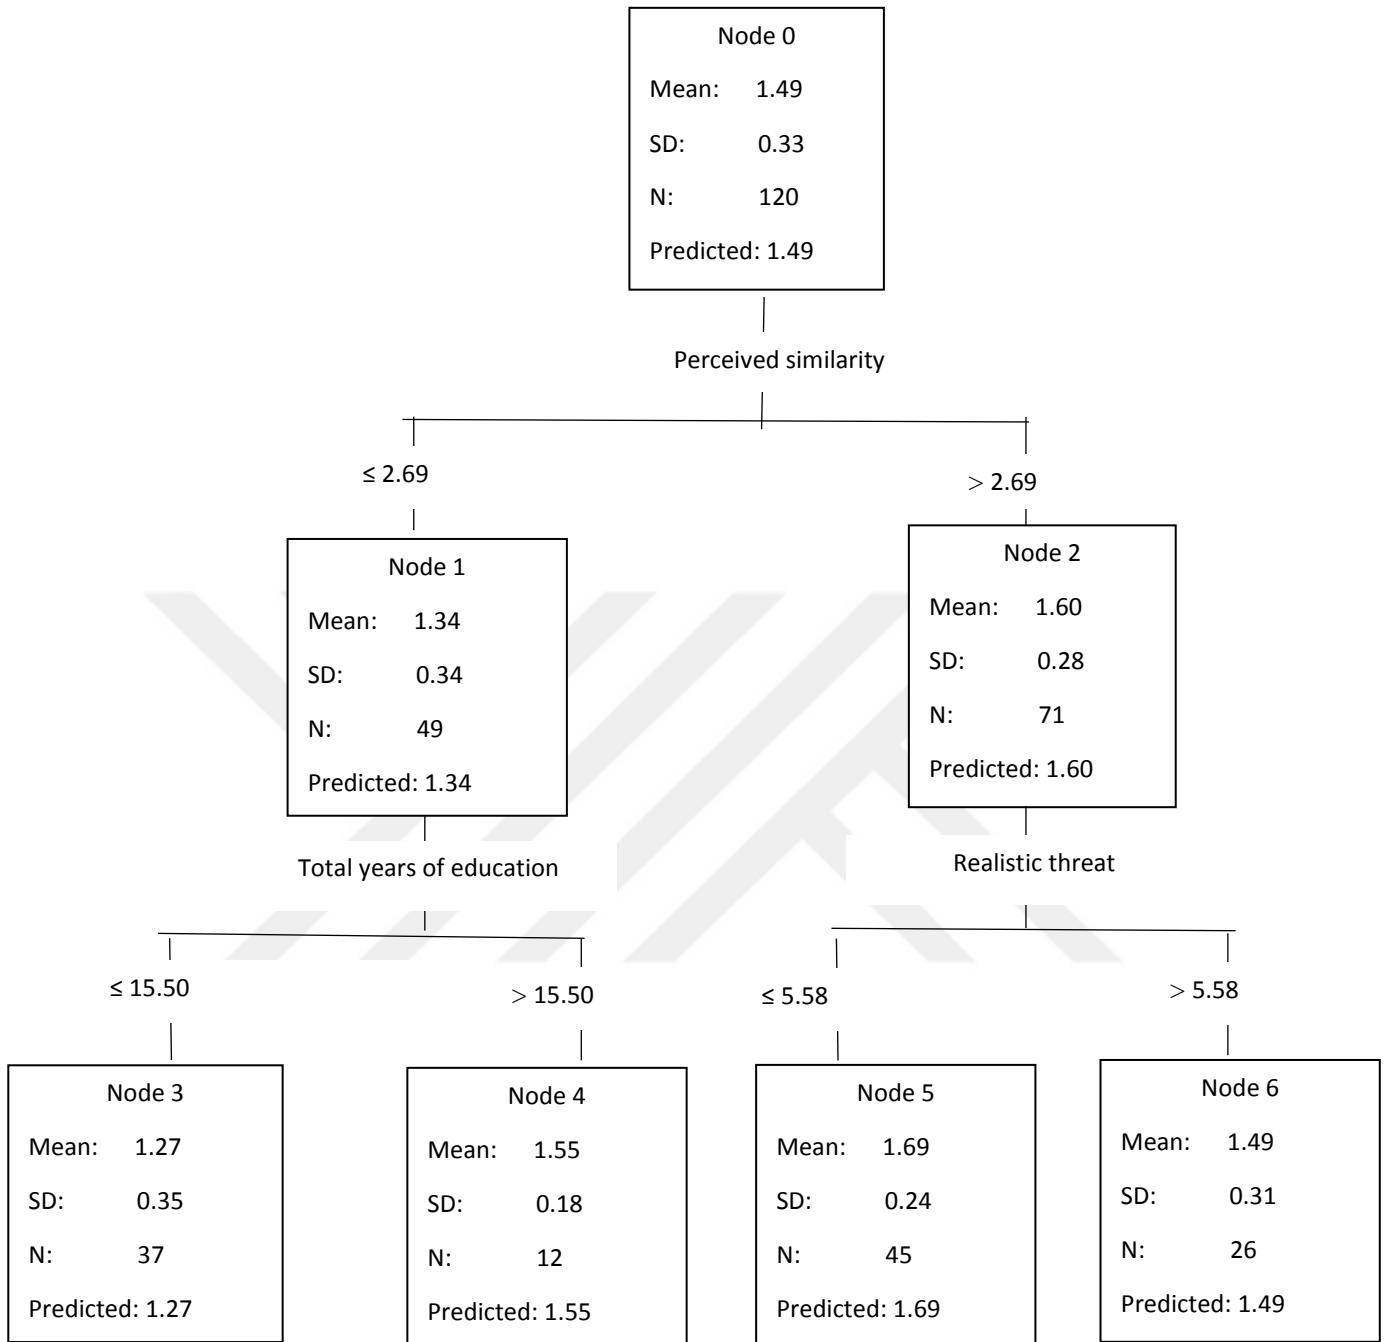 Node 0
Mean: 1.49
SD: 0.33
N: 120
Predicted: 1.49
Perceived similarity
≤ 2.69
> 2.69
Node 1
Mean: 1.34
SD: 0.34
N: 49
Predicted: 1.34
Node 2
Mean: 1.60
SD: 0.28
N: 71
Predicted: 1.60
Total years of education
Realistic threat
≤ 15.50
> 15.50
≤ 5.58
> 5.58
Node 3
Mean: 1.27
SD: 0.35
N: 37
Predicted: 1.27
Node 4
Mean: 1.55
SD: 0.18
N: 12
Predicted: 1.55
Node 5
Mean: 1.69
SD: 0.24
N: 45
Predicted: 1.69
Node 6
Mean: 1.49
SD: 0.31
N: 26
Predicted: 1.49